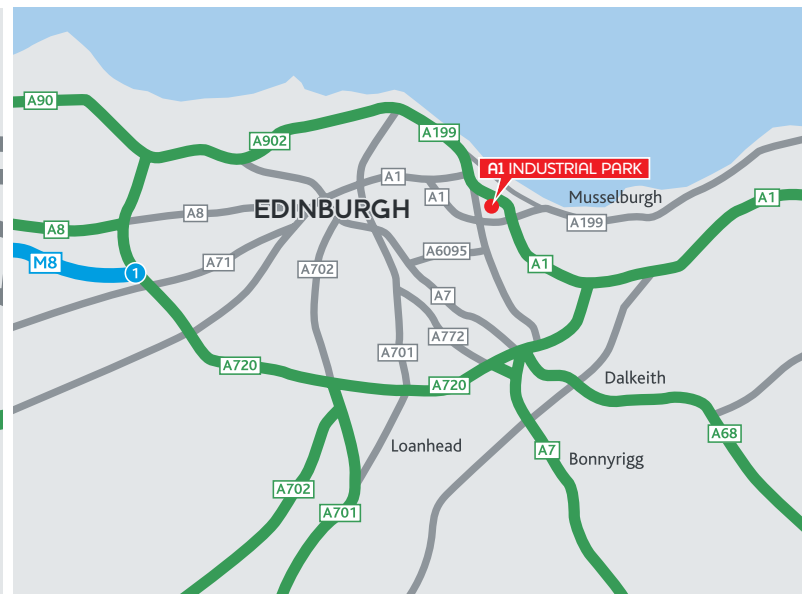 A90
A199
A902
A1 INDUSTRIAL PARK
A1
A1
Musselburgh
A1
A8
EDINBURGH
A199
A8
A6095
M8
A71
A702
A1
1
A7
A772
A701
A720
A720
Dalkeith
A68
Loanhead
A7
Bonnyrigg
A702
A701